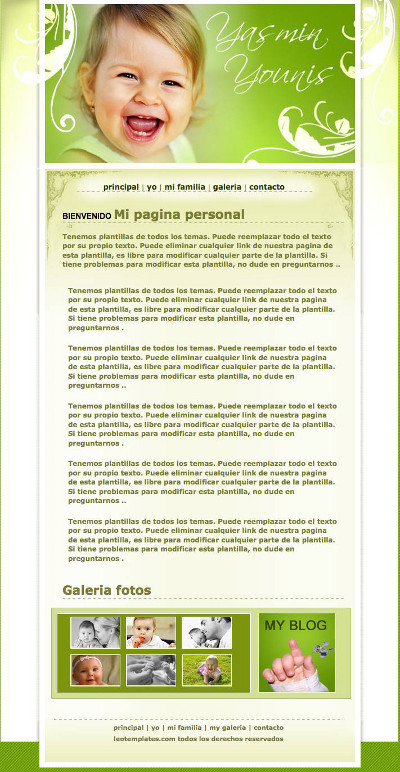 Yasmin
Younis
principal | yo | mi familia | galeria | contacto
BIENVENIDO Mi pagina personal
Tenemos plantillas de todos los temas. Puede reemplazar todo el texto
por su propio texto. Puede eliminar cualquier link de nuestra pagina de
esta plantilla, es libre para modificar cualquier parte de la plantilla. Si
tiene problemas para modificar esta plantilla, no dude en preguntarnos ..
Tenemos plantillas de todos los temas. Puede reemplazar todo el texto
por su propio texto. Puede eliminar cualquier link de nuestra pagina
de esta plantilla, es libre para modificar cualquier parte de la plantilla.
Si tiene problemas para modificar esta plantilla, no dude en
preguntarnos .
Tenemos plantillas de todos los temas. Puede reemplazar todo el texto
por su propio texto. Puede eliminar cualquier link de nuestra pagina
de esta plantilla, es libre para modificar cualquier parte de la plantilla.
Si tiene problemas para modificar esta plantilla, no dude en
preguntarnos ..
Tenemos plantillas de todos los temas. Puede reemplazar todo el texto
por su propio texto. Puede eliminar cualquier link de nuestra pagina
de esta plantilla, es libre para modificar cualquier parte de la plantilla.
Si tiene problemas para modificar esta plantilla, no dude en
preguntarnos .
Tenemos plantillas de todos los temas. Puede reemplazar todo el texto
por su propio texto. Puede eliminar cualquier link de nuestra pagina
de esta plantilla, es libre para modificar cualquier parte de la plantilla.
Si tiene problemas para modificar esta plantilla, no dude en
preguntarnos ..
Tenemos plantillas de todos los temas. Puede reemplazar todo el texto
por su propio texto. Puede eliminar cualquier link de nuestra pagina
de esta plantilla, es libre para modificar cualquier parte de la plantilla.
Si tiene problemas para modificar esta plantilla, no dude en
preguntarnos .
Galeria fotos
MY BLOG
principal | yo | mi familia | my galeria | contacto
leotemplates.com todos los derechos reservados